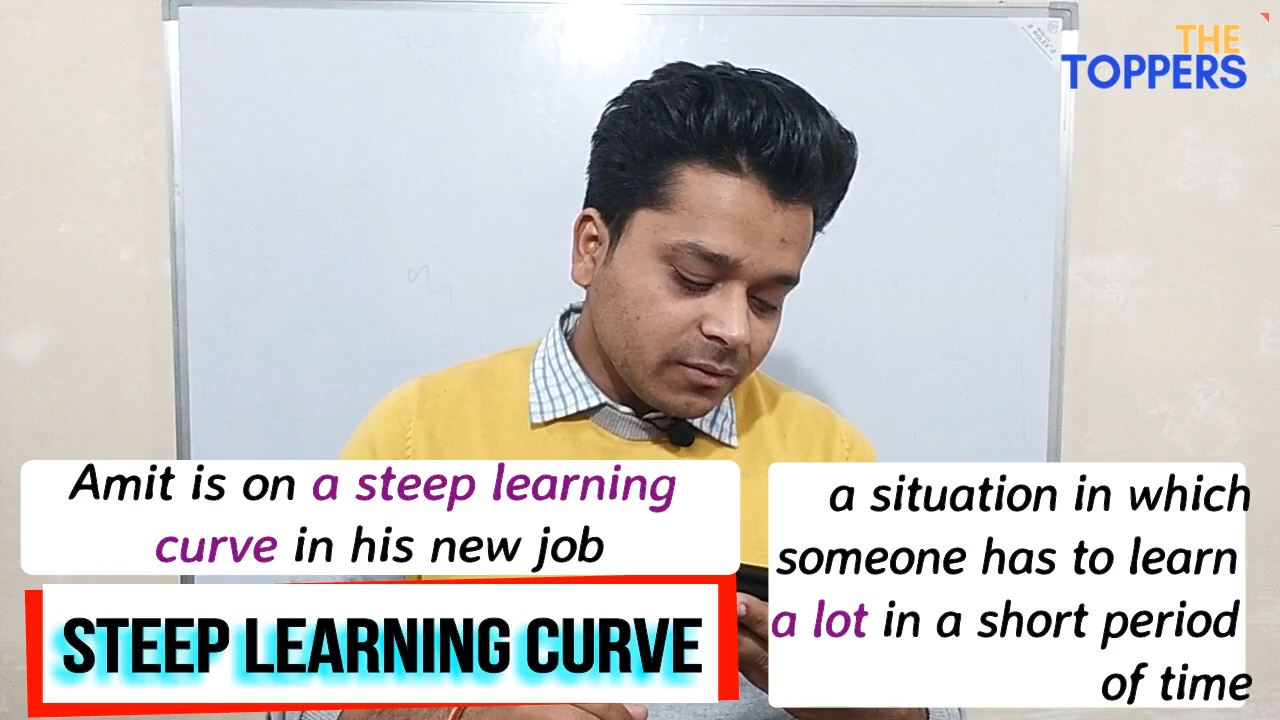 THE
TOPPERS
Amit is on a steep learning
curve in his new job
STEEP LEARNING CURVE
a situation in which
someone has to learn
a lot in a short period
of time